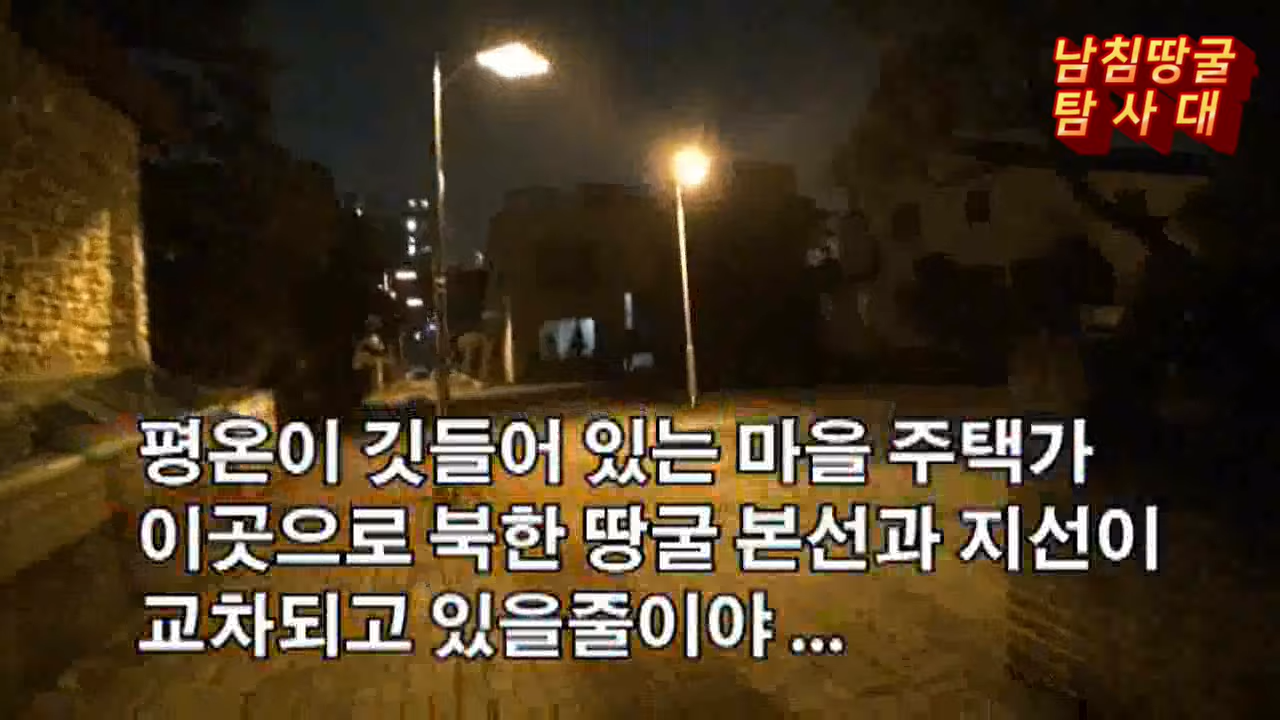 남침땅굴
탐사대
평온이 깃들어 있는 마을 주택가
이곳으로 북한 땅굴 본선과 지선이
교차되고 있을줄이야 ...